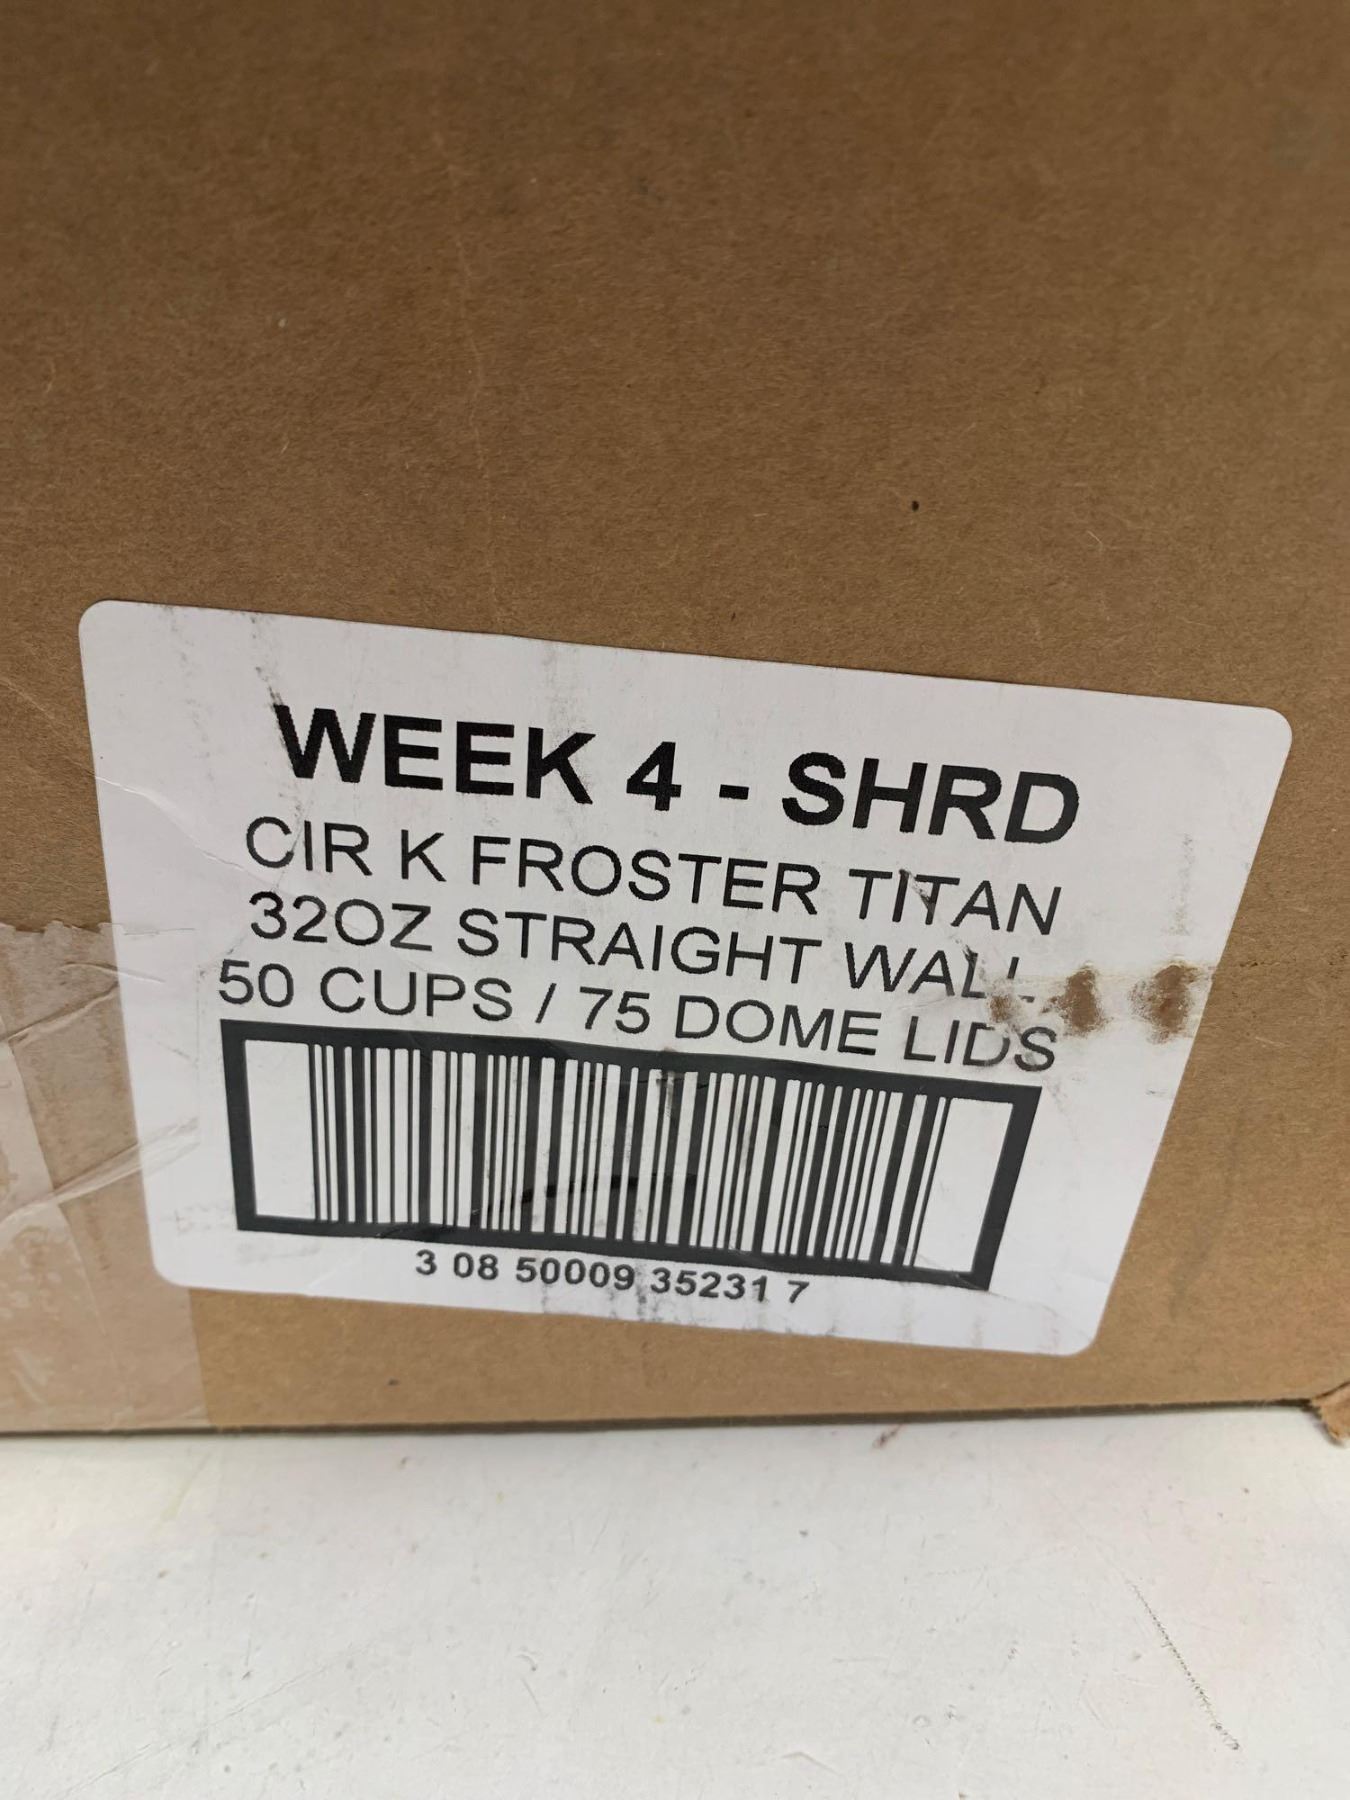 WEEK 4 - SHRD
CIR K FROSTER TITAN
32OZ STRAIGHT WALL
50 CUPS / 75 DOME LIDS
3 08 50009 35231 7